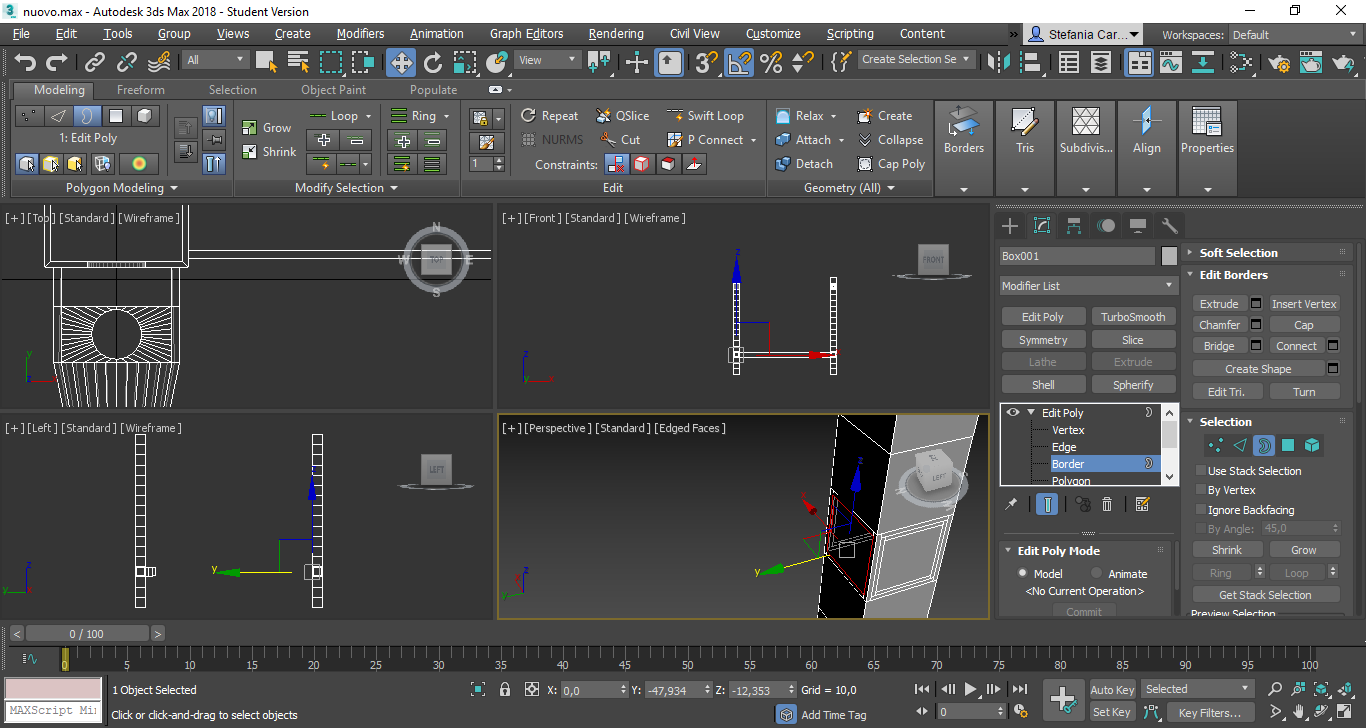 nuovo.max - Autodesk 3ds Max 2018 - Student Version
File Edit Tools Group Views Create Modifiers Animation Graph Editors Rendering Civil View Customize Scripting Content » Stefania Car... Workspaces: Default
All View 3 Create Selection Se
Modeling Freeform Selection Object Paint Populate
1: Edit Poly
Polygon Modeling
Grow
Shrink
Loop
Ring
Modify Selection
1
Repeat QSlice Swift Loop
NURMS Cut P Connect
Constraints:
Edit
Relax Create
Attach Collapse
Detach Cap Poly
Geometry (All)
Borders Tris Subdivis... Align Properties
[+] [Top] [Standard] [Wireframe]
N
W TOP E
S
y
z
[+] [Front] [Standard] [Wireframe]
FRONT
z
z
y x
[+] [Left] [Standard] [Wireframe]
LEFT
z
y
z
y
[+] [Perspective] [Standard] [Edged Faces]
LEFT
z
x
y
z
y
Box001
Modifier List
Edit Poly TurboSmooth
Symmetry Slice
Lathe Extrude
Shell Spherify
Edit Poly
Vertex
Edge
Border
Polygon
Edit Poly Mode
Model Animate
<No Current Operation>
Commit
Soft Selection
Edit Borders
Extrude Insert Vertex
Chamfer Cap
Bridge Connect
Create Shape
Edit Tri. Turn
Selection
Use Stack Selection
By Vertex
Ignore Backfacing
By Angle: 45,0
Shrink Grow
Ring Loop
Get Stack Selection
Preview Selection
< 0 / 100 >
0 5 10 15 20 25 30 35 40 45 50 55 60 65 70 75 80 85 90 95 100
1 Object Selected X: 0,0 Y: -47,934 Z: -12,353 Grid = 10,0 Auto Key Selected
MAXScript Mi Click or click-and-drag to select objects Add Time Tag 0 Set Key Key Filters...